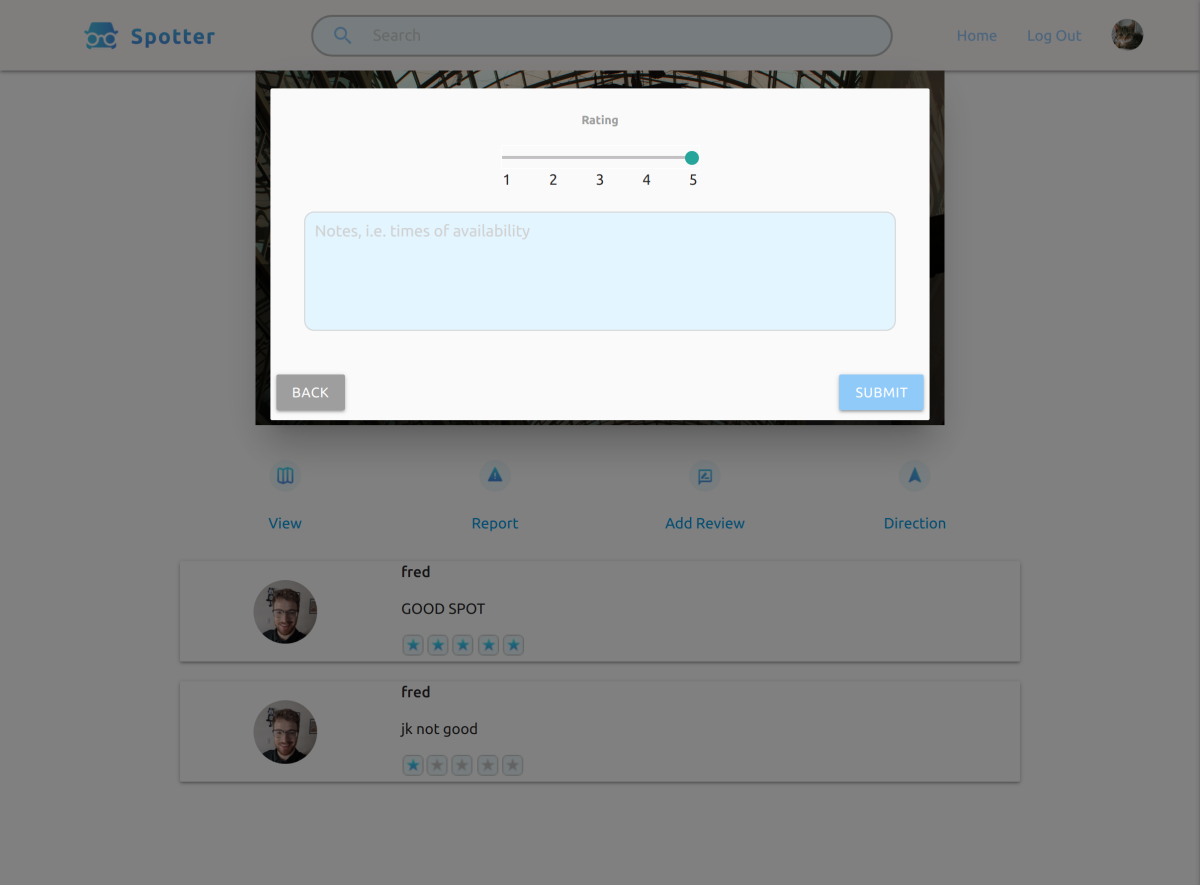 Spotter
Search
Home
Log Out
Rating
1 2 3 4 5
Notes, i.e. times of availability
BACK
SUBMIT
View
Report
Add Review
Direction
fred
GOOD SPOT
fred
jk not good